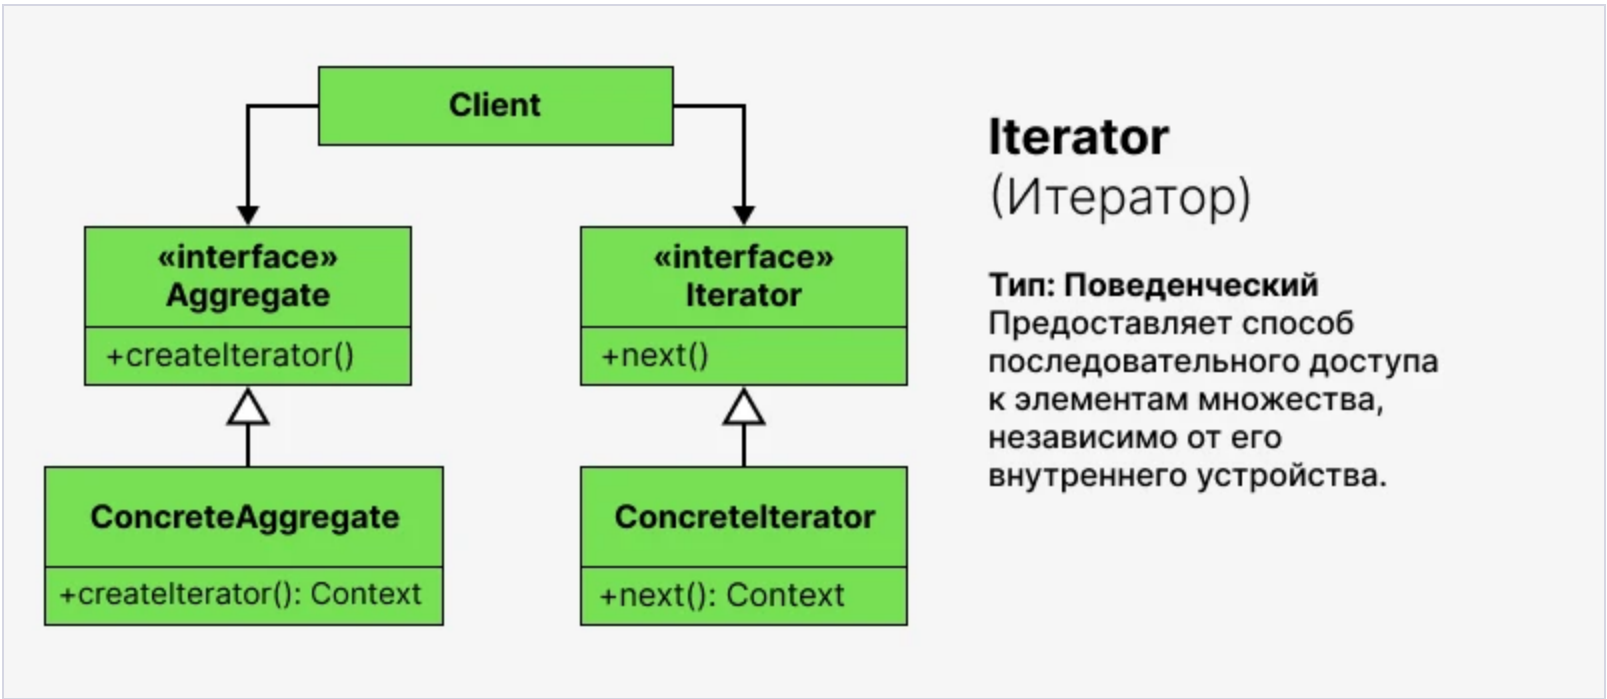 Client
«interface»
Aggregate
+createIterator()
«interface»
Iterator
+next()
ConcreteAggregate
+createIterator(): Context
ConcreteIterator
+next(): Context
Iterator
(Итератор)
Тип: Поведенческий
Предоставляет способ
последовательного доступа
к элементам множества,
независимо от его
внутреннего устройства.